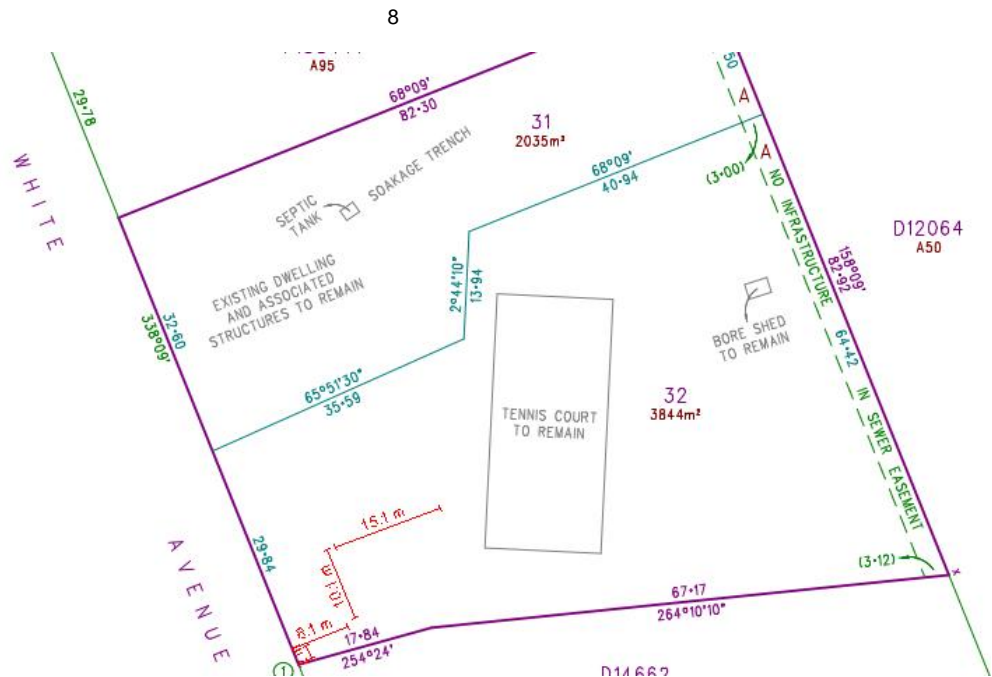 8
A95
29·78
68°09'
82·30
31
2035m²
50
A
A
(3·00)
68°09'
40·94
WHITE
SEPTIC
TANK
SOAKAGE TRENCH
EXISTING DWELLING
AND ASSOCIATED
STRUCTURES TO REMAIN
2°44'10"
13·94
NO INFRASTRUCTURE IN SEWER EASEMENT
D12064
A50
158°09'
82·92
64·42
32·60
338°09'
BORE SHED
TO REMAIN
65°51'30"
35·59
32
3844m²
TENNIS COURT
TO REMAIN
15.1 m
10.1 m
8.1 m
29·84
AVENUE
(3·12)
x
67·17
264°10'10"
17·84
254°24'
1
D14662